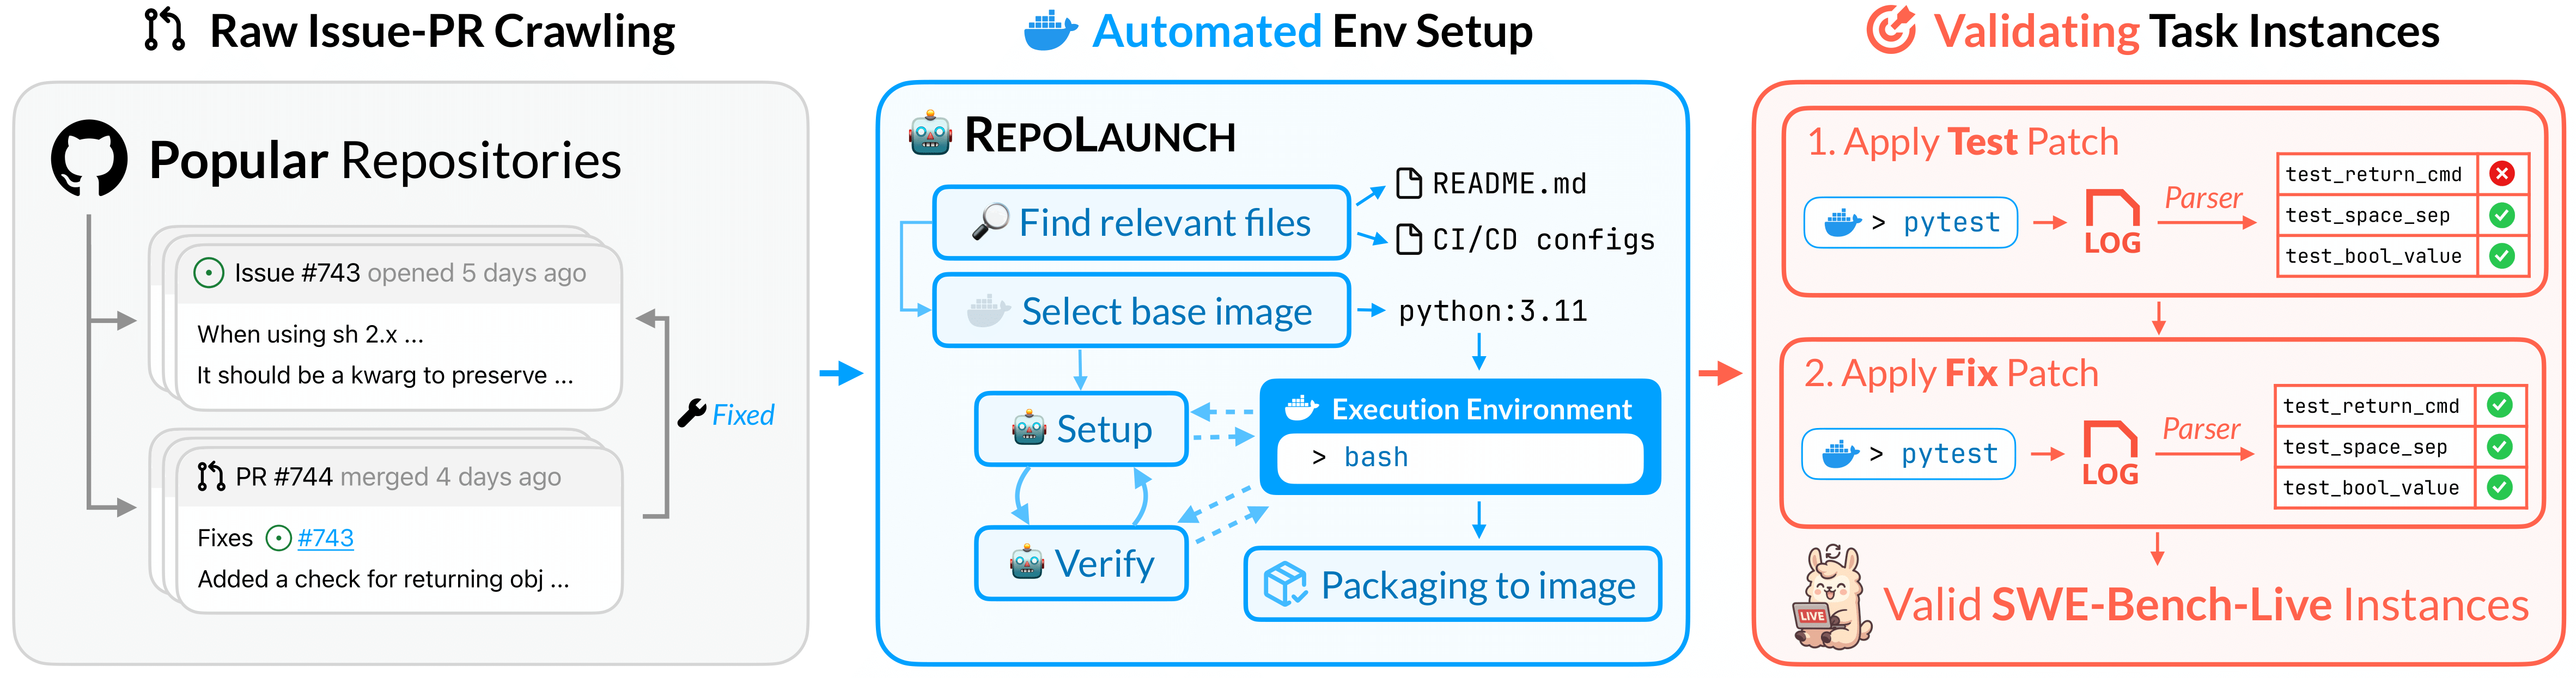 Raw Issue-PR Crawling
Popular Repositories
Issue #743 opened 5 days ago
When using sh 2.x ...
It should be a kwarg to preserve ...
Fixed
PR #744 merged 4 days ago
Fixes #743
Added a check for returning obj ...
Automated Env Setup
REPOLAUNCH
Find relevant files
README.md
CI/CD configs
Select base image
python:3.11
Setup
Execution Environment
> bash
Verify
Packaging to image
Validating Task Instances
1. Apply Test Patch
> pytest
LOG
Parser
test_return_cmd
test_space_sep
test_bool_value
2. Apply Fix Patch
> pytest
LOG
Parser
test_return_cmd
test_space_sep
test_bool_value
LIVE
Valid SWE-Bench-Live Instances